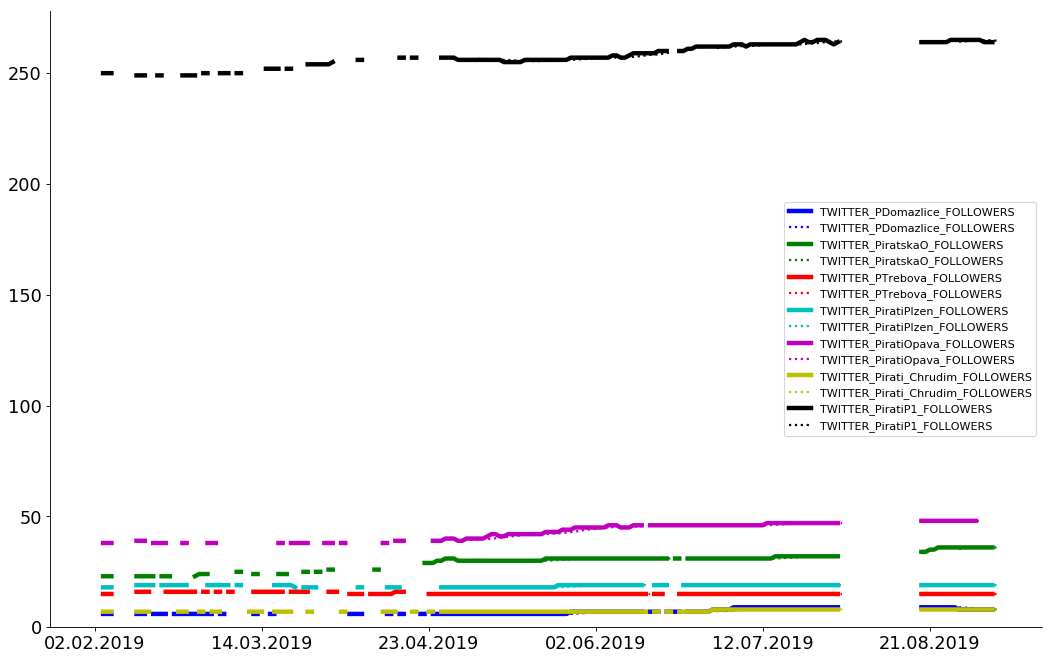 250
200
150
100
50
0
02.02.2019 14.03.2019 23.04.2019 02.06.2019 12.07.2019 21.08.2019
TWITTER_PDomazlice_FOLLOWERS
TWITTER_PDomazlice_FOLLOWERS
TWITTER_PiratskaO_FOLLOWERS
TWITTER_PiratskaO_FOLLOWERS
TWITTER_PTrebova_FOLLOWERS
TWITTER_PTrebova_FOLLOWERS
TWITTER_PiratiPlzen_FOLLOWERS
TWITTER_PiratiPlzen_FOLLOWERS
TWITTER_PiratiOpava_FOLLOWERS
TWITTER_PiratiOpava_FOLLOWERS
TWITTER_Pirati_Chrudim_FOLLOWERS
TWITTER_Pirati_Chrudim_FOLLOWERS
TWITTER_PiratiP1_FOLLOWERS
TWITTER_PiratiP1_FOLLOWERS